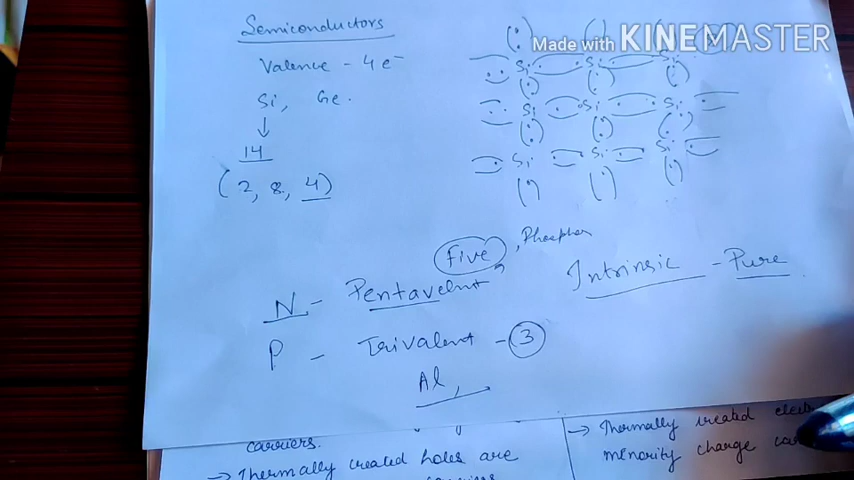 Semiconductors
Made with KINEMASTER
Valence - 4e⁻
Si, Ge.
14
(2, 8, 4)
Si Si Si
Si Si Si
Si Si Si
Five, Phosphor
N - Pentavelnt
Intrinsic - Pure
P - Trivalent - 3
Al,
carriers.
→ Thermally created holes are
→ Thermally created
minority charge